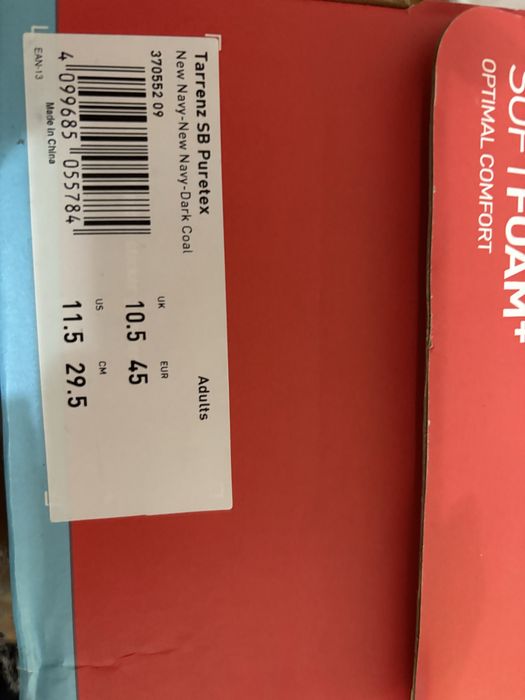 Tarrenz SB Puretex
New Navy-New Navy-Dark Coal
370552 09
4 099685 055784
EAN-13
Made in China
Adults
UK
10.5
EUR
45
US
11.5
CM
29.5
SOFTFOAM+
OPTIMAL COMFORT